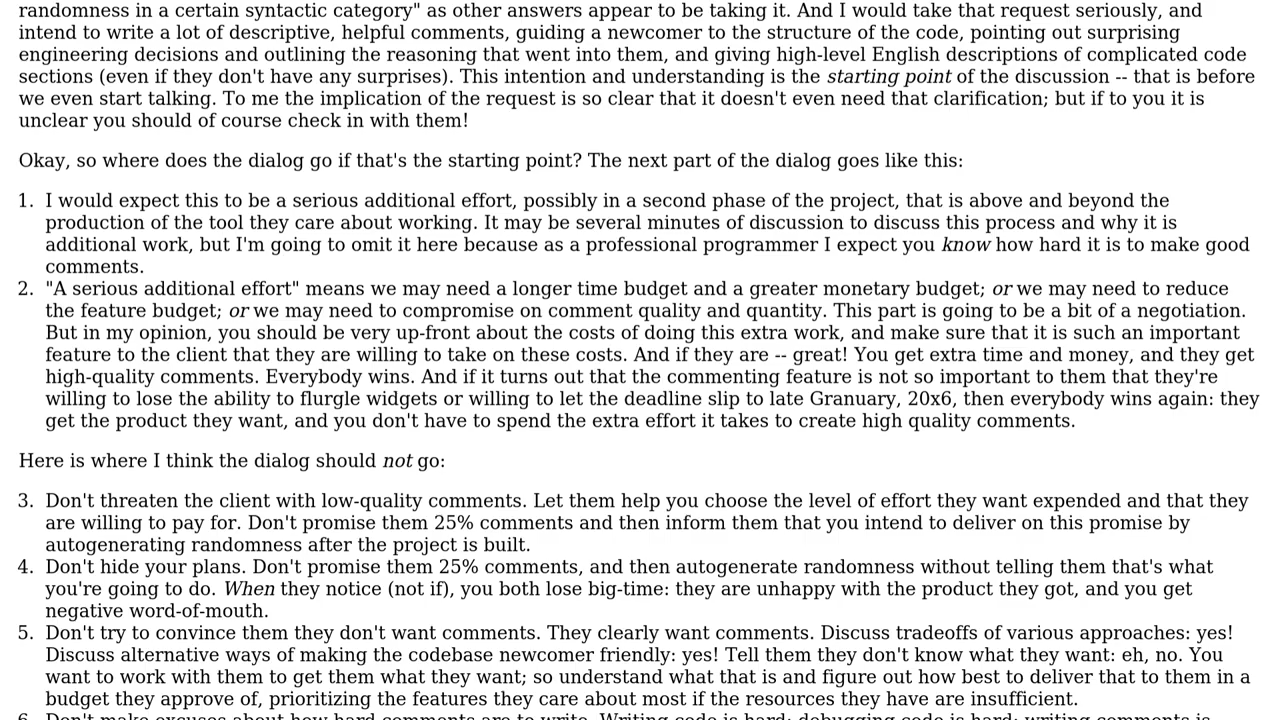 randomness in a certain syntactic category" as other answers appear to be taking it. And I would take that request seriously, and
intend to write a lot of descriptive, helpful comments, guiding a newcomer to the structure of the code, pointing out surprising
engineering decisions and outlining the reasoning that went into them, and giving high-level English descriptions of complicated code
sections (even if they don't have any surprises). This intention and understanding is the starting point of the discussion -- that is before
we even start talking. To me the implication of the request is so clear that it doesn't even need that clarification; but if to you it is
unclear you should of course check in with them!
Okay, so where does the dialog go if that's the starting point? The next part of the dialog goes like this:
1. I would expect this to be a serious additional effort, possibly in a second phase of the project, that is above and beyond the
production of the tool they care about working. It may be several minutes of discussion to discuss this process and why it is
additional work, but I'm going to omit it here because as a professional programmer I expect you know how hard it is to make good
comments.
2. "A serious additional effort" means we may need a longer time budget and a greater monetary budget; or we may need to reduce
the feature budget; or we may need to compromise on comment quality and quantity. This part is going to be a bit of a negotiation.
But in my opinion, you should be very up-front about the costs of doing this extra work, and make sure that it is such an important
feature to the client that they are willing to take on these costs. And if they are -- great! You get extra time and money, and they get
high-quality comments. Everybody wins. And if it turns out that the commenting feature is not so important to them that they're
willing to lose the ability to flurgle widgets or willing to let the deadline slip to late Granuary, 20x6, then everybody wins again: they
get the product they want, and you don't have to spend the extra effort it takes to create high quality comments.
Here is where I think the dialog should not go:
3. Don't threaten the client with low-quality comments. Let them help you choose the level of effort they want expended and that they
are willing to pay for. Don't promise them 25% comments and then inform them that you intend to deliver on this promise by
autogenerating randomness after the project is built.
4. Don't hide your plans. Don't promise them 25% comments, and then autogenerate randomness without telling them that's what
you're going to do. When they notice (not if), you both lose big-time: they are unhappy with the product they got, and you get
negative word-of-mouth.
5. Don't try to convince them they don't want comments. They clearly want comments. Discuss tradeoffs of various approaches: yes!
Discuss alternative ways of making the codebase newcomer friendly: yes! Tell them they don't know what they want: eh, no. You
want to work with them to get them what they want; so understand what that is and figure out how best to deliver that to them in a
budget they approve of, prioritizing the features they care about most if the resources they have are insufficient.
6. Don't make excuses about how hard comments are to write. Writing code is hard; debugging code is hard; writing comments is